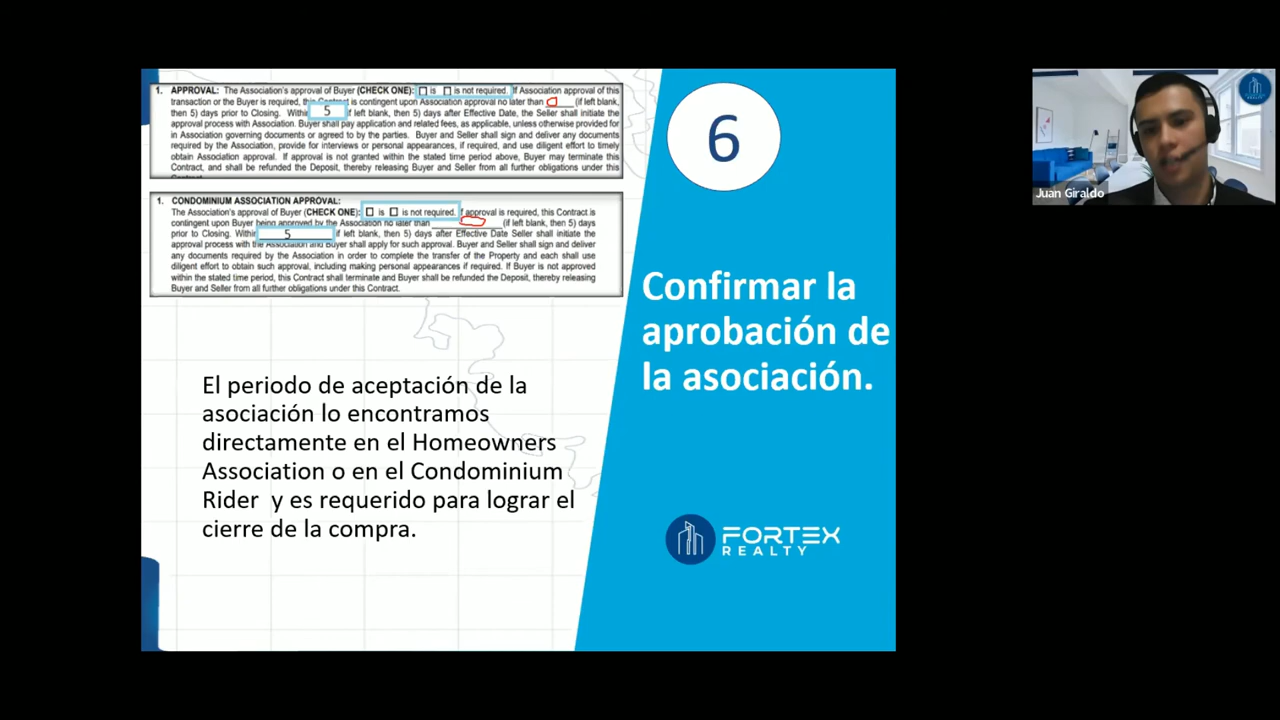 1. APPROVAL: The Association's approval of Buyer (CHECK ONE): ☐ is ☐ is not required. If Association approval of this
transaction or the Buyer is required, this Contract is contingent upon Association approval no later than ____ (if left blank,
then 5) days prior to Closing. Within 5 if left blank, then 5) days after Effective Date, the Seller shall initiate the
approval process with Association. Buyer shall pay application and related fees, as applicable, unless otherwise provided for
in Association governing documents or agreed to by the parties. Buyer and Seller shall sign and deliver any documents
required by the Association, provide for interviews or personal appearances, if required, and use diligent effort to timely
obtain Association approval. If approval is not granted within the stated time period above, Buyer may terminate this
Contract, and shall be refunded the Deposit, thereby releasing Buyer and Seller from all further obligations under this
1. CONDOMINIUM ASSOCIATION APPROVAL:
The Association's approval of Buyer (CHECK ONE): ☐ is ☐ is not required. If approval is required, this Contract is
contingent upon Buyer being approved by the Association no later than ____ (if left blank, then 5) days
prior to Closing. Within 5 if left blank, then 5) days after Effective Date Seller shall initiate the
approval process with the Association and Buyer shall apply for such approval. Buyer and Seller shall sign and deliver
any documents required by the Association in order to complete the transfer of the Property and each shall use
diligent effort to obtain such approval, including making personal appearances if required. If Buyer is not approved
within the stated time period, this Contract shall terminate and Buyer shall be refunded the Deposit, thereby releasing
Buyer and Seller from all further obligations under this Contract.
El periodo de aceptación de la
asociación lo encontramos
directamente en el Homeowners
Association o en el Condominium
Rider y es requerido para lograr el
cierre de la compra.
6
Confirmar la
aprobación de
la asociación.
FORTEX
REALTY
Juan Giraldo